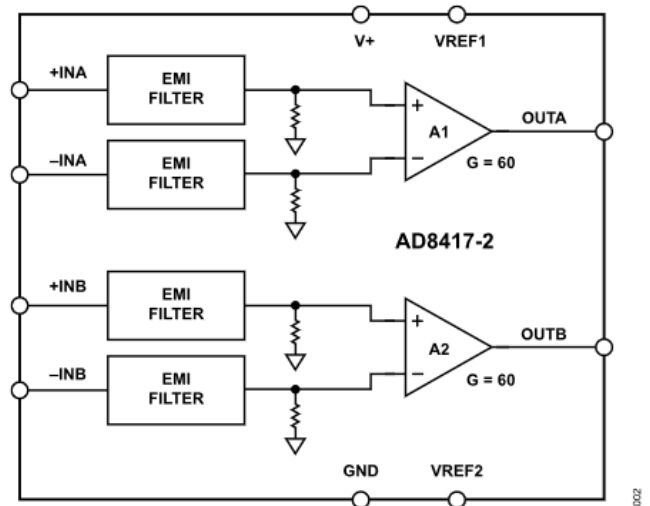 V+ VREF1
+INA
EMI
FILTER
+
A1
−
OUTA
G = 60
−INA
EMI
FILTER
AD8417-2
+INB
EMI
FILTER
+
A2
−
OUTB
G = 60
−INB
EMI
FILTER
GND VREF2
002